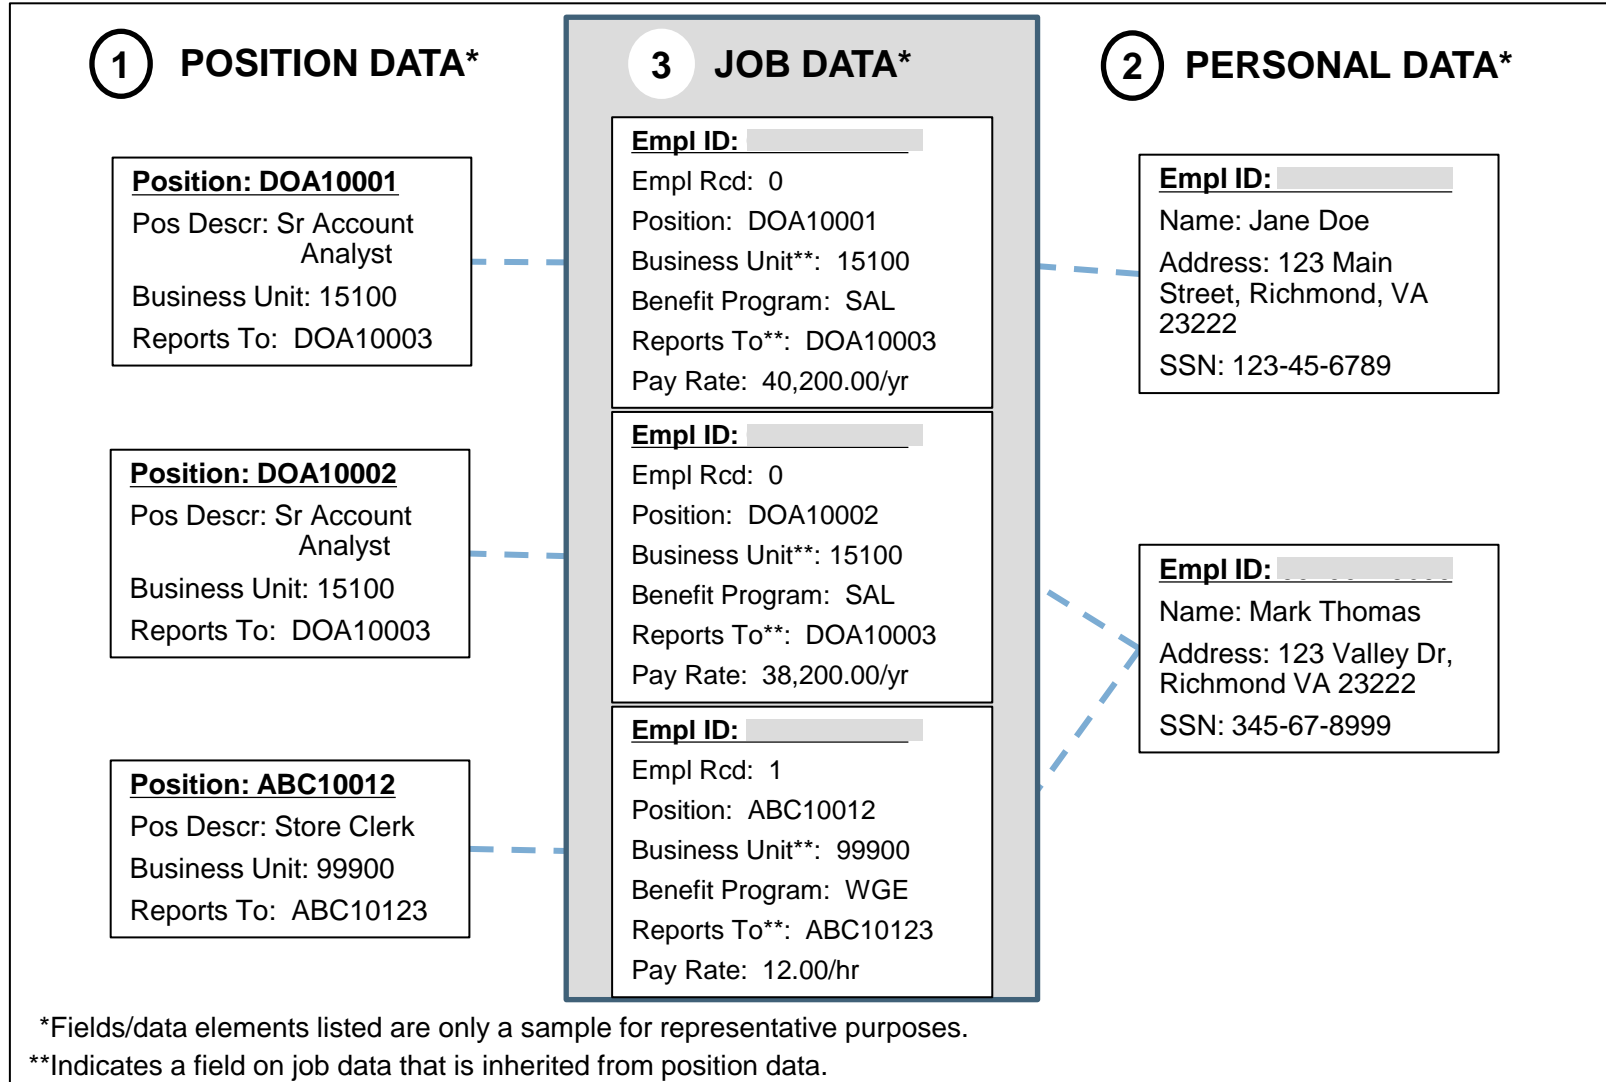 1 POSITION DATA*
Position: DOA10001
Pos Descr: Sr Account
Analyst
Business Unit: 15100
Reports To: DOA10003
Position: DOA10002
Pos Descr: Sr Account
Analyst
Business Unit: 15100
Reports To: DOA10003
Position: ABC10012
Pos Descr: Store Clerk
Business Unit: 99900
Reports To: ABC10123
3 JOB DATA*
Empl ID:
Empl Rcd: 0
Position: DOA10001
Business Unit**: 15100
Benefit Program: SAL
Reports To**: DOA10003
Pay Rate: 40,200.00/yr
Empl ID:
Empl Rcd: 0
Position: DOA10002
Business Unit**: 15100
Benefit Program: SAL
Reports To**: DOA10003
Pay Rate: 38,200.00/yr
Empl ID:
Empl Rcd: 1
Position: ABC10012
Business Unit**: 99900
Benefit Program: WGE
Reports To**: ABC10123
Pay Rate: 12.00/hr
2 PERSONAL DATA*
Empl ID:
Name: Jane Doe
Address: 123 Main
Street, Richmond, VA
23222
SSN: 123-45-6789
Empl ID:
Name: Mark Thomas
Address: 123 Valley Dr,
Richmond VA 23222
SSN: 345-67-8999
*Fields/data elements listed are only a sample for representative purposes.
**Indicates a field on job data that is inherited from position data.